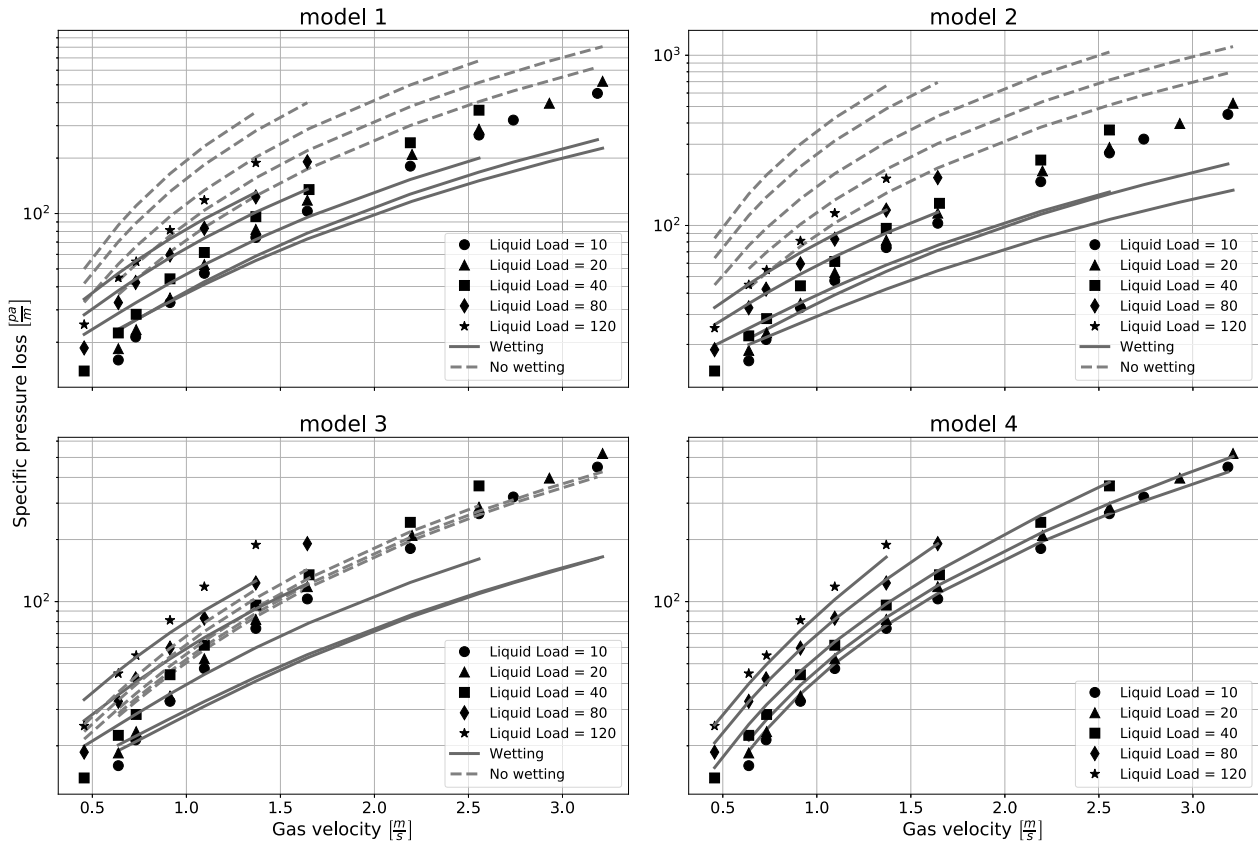 model 1
10²
Liquid Load = 10
Liquid Load = 20
Liquid Load = 40
Liquid Load = 80
Liquid Load = 120
Wetting
No wetting
model 2
10³
10²
Liquid Load = 10
Liquid Load = 20
Liquid Load = 40
Liquid Load = 80
Liquid Load = 120
Wetting
No wetting
Specific pressure loss [pa/m]
model 3
10²
Liquid Load = 10
Liquid Load = 20
Liquid Load = 40
Liquid Load = 80
Liquid Load = 120
Wetting
No wetting
0.5 1.0 1.5 2.0 2.5 3.0
Gas velocity [m/s]
model 4
10²
Liquid Load = 10
Liquid Load = 20
Liquid Load = 40
Liquid Load = 80
Liquid Load = 120
0.5 1.0 1.5 2.0 2.5 3.0
Gas velocity [m/s]